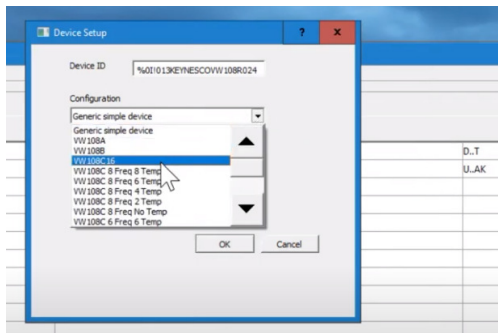 Device Setup
? x
Device ID
%0I!013KEYNESCOVW108R024
Configuration
Generic simple device
Generic simple device
VW108A
VW108B
VW108C16
VW108C 8 Freq 8 Temp
VW108C 8 Freq 6 Temp
VW108C 8 Freq 4 Temp
VW108C 8 Freq 2 Temp
VW108C 8 Freq No Temp
VW108C 6 Freq 6 Temp
OK
Cancel
D..T
U..AK